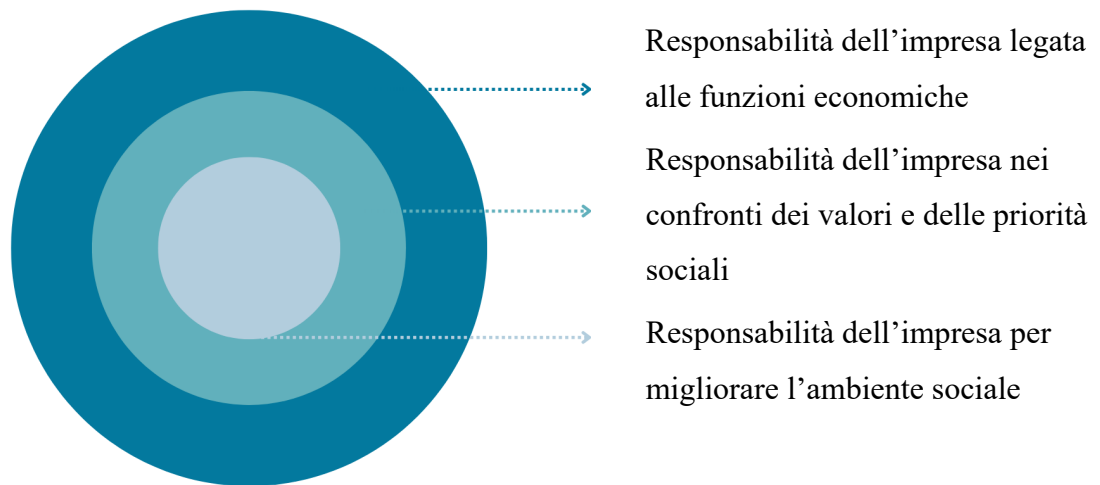 Responsabilità dell’impresa legata
alle funzioni economiche
Responsabilità dell’impresa nei
confronti dei valori e delle priorità
sociali
Responsabilità dell’impresa per
migliorare l’ambiente sociale